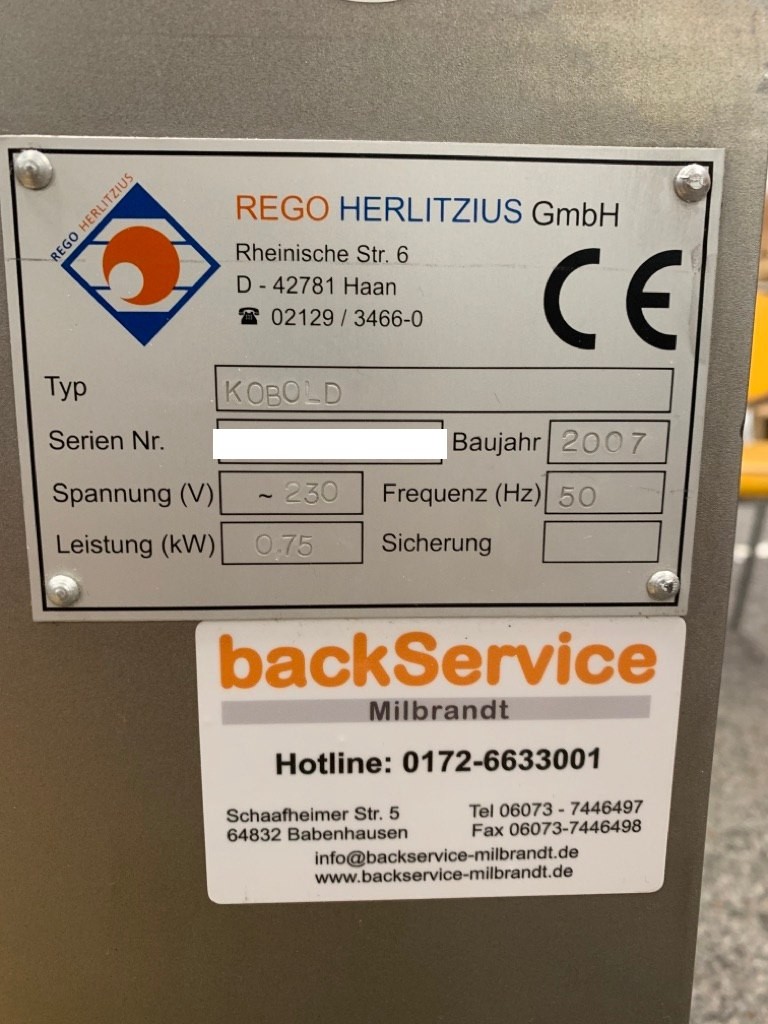 REGO HERLITZIUS
REGO HERLITZIUS GmbH
Rheinische Str. 6
D - 42781 Haan
☎ 02129 / 3466-0
CE
Typ KOBOLD
Serien Nr. Baujahr 2007
Spannung (V) ~ 230 Frequenz (Hz) 50
Leistung (kW) 0.75 Sicherung
backService
Milbrandt
Hotline: 0172-6633001
Schaafheimer Str. 5 Tel 06073 - 7446497
64832 Babenhausen Fax 06073-7446498
info@backservice-milbrandt.de
www.backservice-milbrandt.de